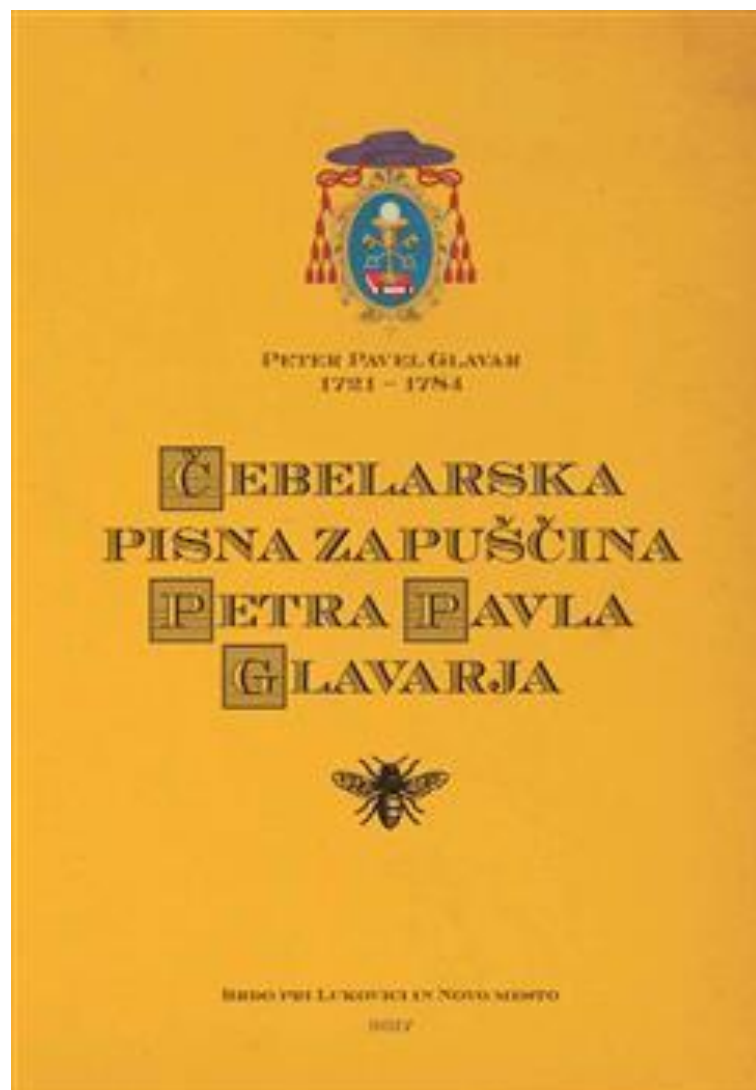 PETER PAVEL GLAVAR
1721 – 1784
ČEBELARSKA
PISNA ZAPUŠČINA
PETRA PAVLA
GLAVARJA
BRDO PRI LUKOVICI IN NOVO MESTO
2017